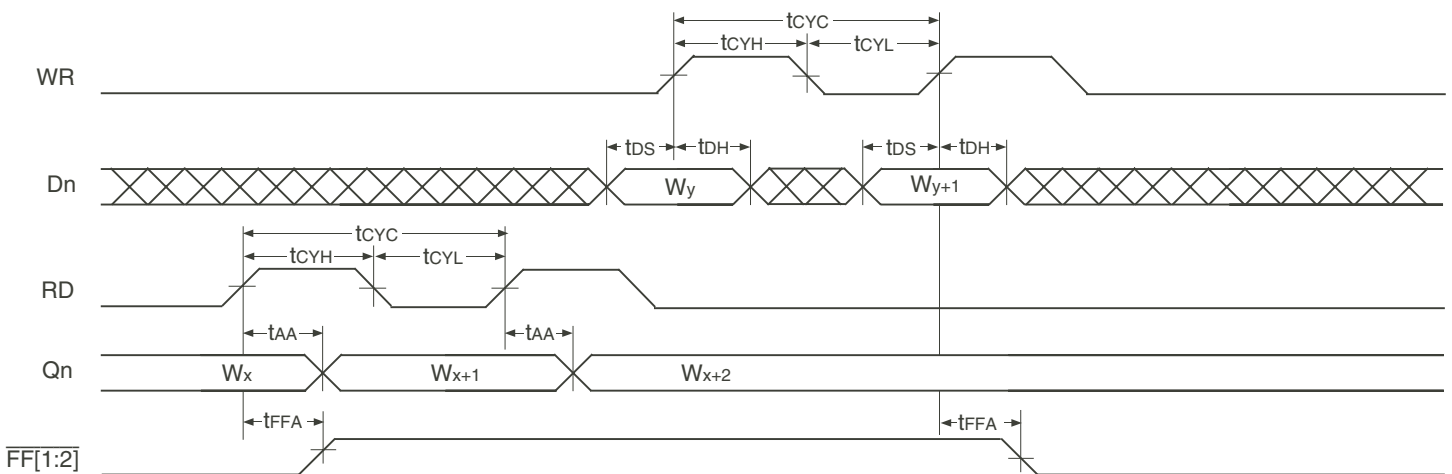 tCYC
tCYH tCYL
WR
tDS tDH tDS tDH
Dn Wy Wy+1
tCYC
tCYH tCYL
RD
tAA tAA
Qn Wx Wx+1 Wx+2
tFFA tFFA
FF[1:2]